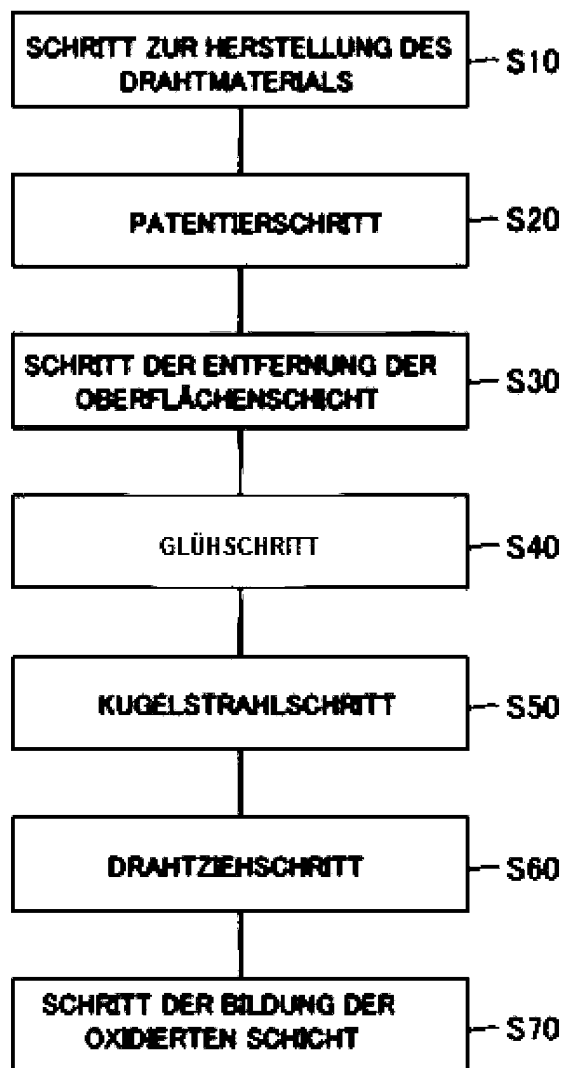 SCHRITT ZUR HERSTELLUNG DES
DRAHTMATERIALS
S10
PATENTIERSCHRITT
S20
SCHRITT DER ENTFERNUNG DER
OBERFLÄCHENSCHICHT
S30
GLÜHSCHRITT
S40
KUGELSTRAHLSCHRITT
S50
DRAHTZIEHSCHRITT
S60
SCHRITT DER BILDUNG DER
OXIDIERTEN SCHICHT
S70